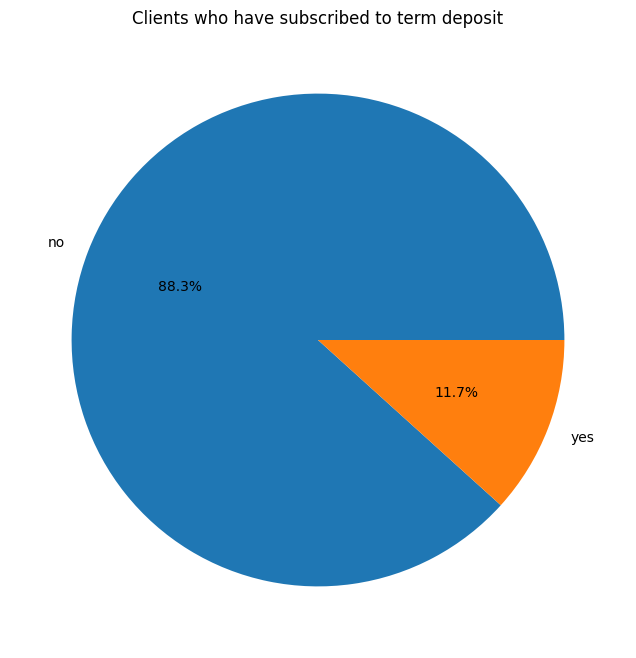 Clients who have subscribed to term deposit
no
88.3%
11.7%
yes